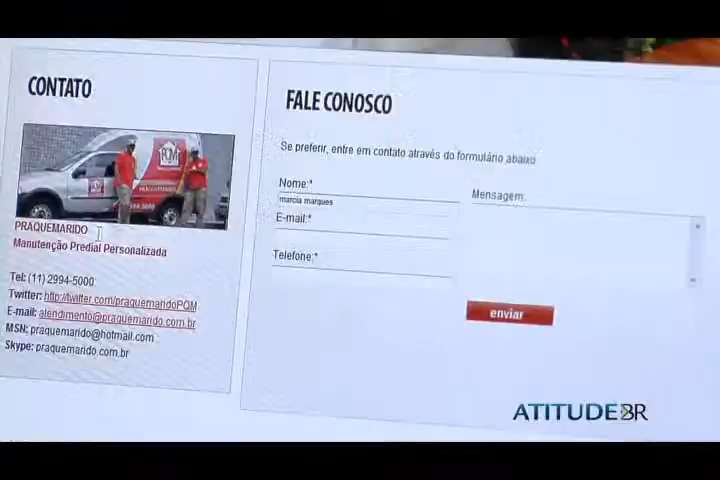 CONTATO
PQM
PRAQUEMARIDO
Manutenção Predial Personalizada
Tel: (11) 2994-5000
Twitter: http://twitter.com/praquemaridoPQM
E-mail: atendimento@praquemarido.com.br
MSN: praquemarido@hotmail.com
Skype: praquemarido.com.br
FALE CONOSCO
Se preferir, entre em contato através do formulário abaixo
Nome:*
marcia marques
E-mail:*
Telefone:*
Mensagem:
enviar
ATITUDEBR